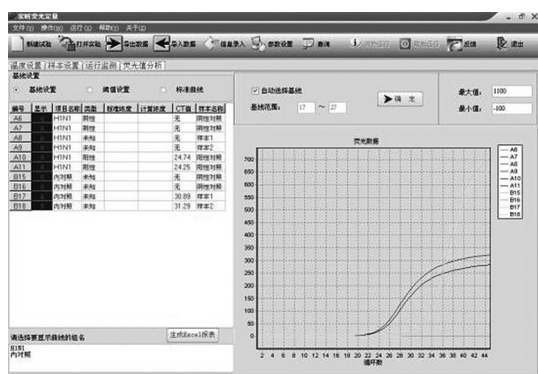 实时荧光定量
文件(F) 操作(O) 运行(Q) 帮助(X) 关于(Z)
新建试验 打开实验 导出数据 导入数据 信息录入 参数设置 查询 反馈 退出
温度设置 样本设置 运行监测 荧光值分析
基线设置
基线设置 阈值设置 标准曲线
编号 显示 项目名称 类型 标准浓度 计算浓度 CT值 样本名称
A6 H1N1 阴性 无 阴性对照
A7 H1N1 阴性 无 阴性对照
A8 H1N1 未知 无 样本1
A9 H1N1 未知 无 样本2
A10 H1N1 阳性 24.74 阳性对照
A11 H1N1 阳性 24.25 阳性对照
B15 内对照 未知 无 阴性对照
B16 内对照 未知 无 阴性对照
B17 内对照 未知 30.89 样本1
B18 内对照 未知 31.29 样本2
请选择要显示曲线的组名
生成Excel报表
H1N1
内对照
自动选择基线
基线范围: 17 ~ 27
确 定
最大值: 1100
最小值: -100
荧光数据
700
650
600
550
500
450
400
350
300
250
200
150
100
50
0
2 4 6 8 10 12 14 16 18 20 22 24 26 28 30 32 34 36 38 40 42 44
循环数
A6
A7
A8
A9
A10
A11
B15
B16
B17
B18